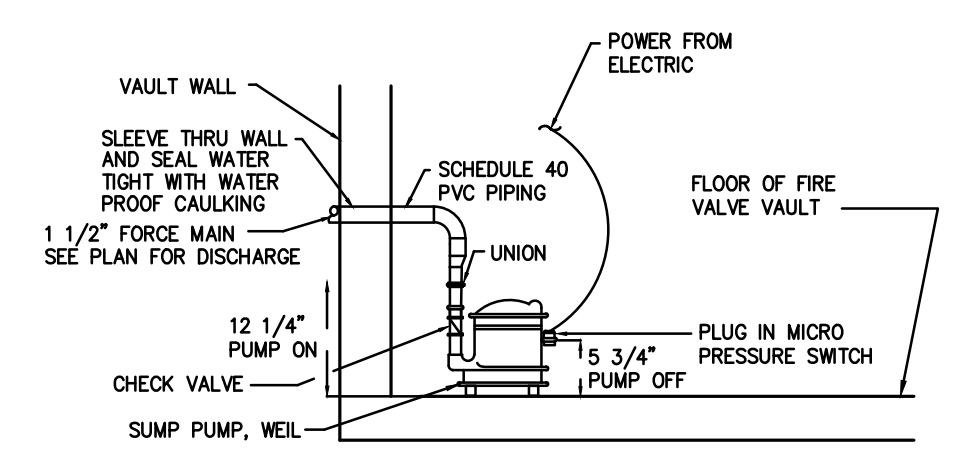 POWER FROM
ELECTRIC
VAULT WALL
SLEEVE THRU WALL
AND SEAL WATER
TIGHT WITH WATER
PROOF CAULKING
SCHEDULE 40
PVC PIPING
FLOOR OF FIRE
VALVE VAULT
1 1/2" FORCE MAIN
SEE PLAN FOR DISCHARGE
UNION
12 1/4"
PUMP ON
PLUG IN MICRO
PRESSURE SWITCH
5 3/4"
PUMP OFF
CHECK VALVE
SUMP PUMP, WEIL